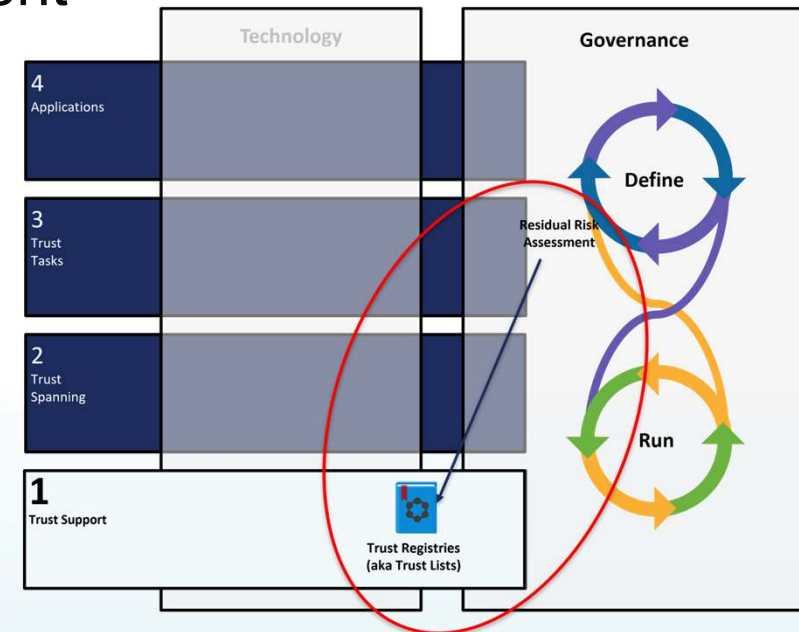 Technology
Governance
4
Applications
Define
3
Trust
Tasks
Residual Risk
Assessment
2
Trust
Spanning
Run
1
Trust Support
Trust Registries
(aka Trust Lists)